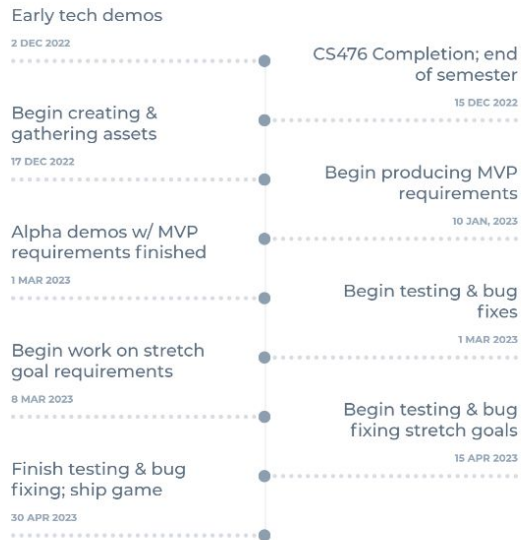 Early tech demos
2 DEC 2022
CS476 Completion; end
of semester
15 DEC 2022
Begin creating &
gathering assets
17 DEC 2022
Begin producing MVP
requirements
10 JAN, 2023
Alpha demos w/ MVP
requirements finished
1 MAR 2023
Begin testing & bug
fixes
1 MAR 2023
Begin work on stretch
goal requirements
8 MAR 2023
Begin testing & bug
fixing stretch goals
15 APR 2023
Finish testing & bug
fixing; ship game
30 APR 2023